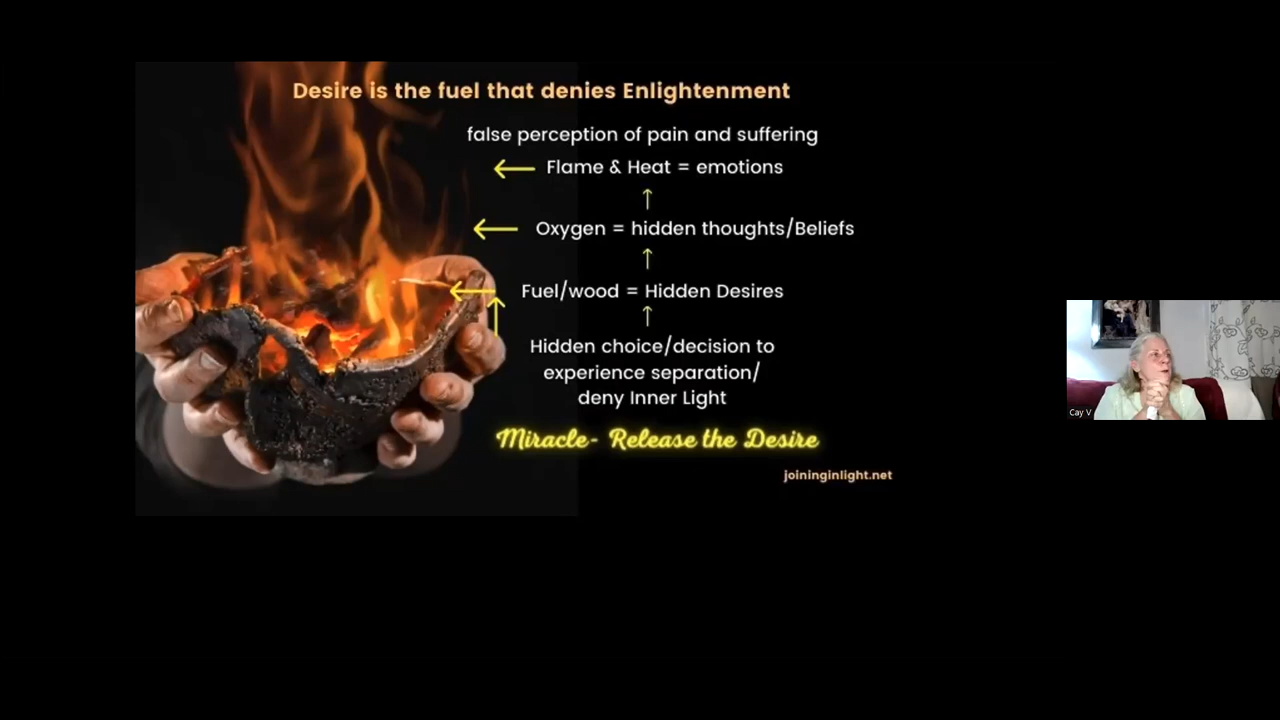 Desire is the fuel that denies Enlightenment
false perception of pain and suffering
← Flame & Heat = emotions
↑
← Oxygen = hidden thoughts/Beliefs
↑
← Fuel/wood = Hidden Desires
↑ ↑
Hidden choice/decision to
experience separation/
deny Inner Light
Miracle- Release the Desire
joininginlight.net
Cay V